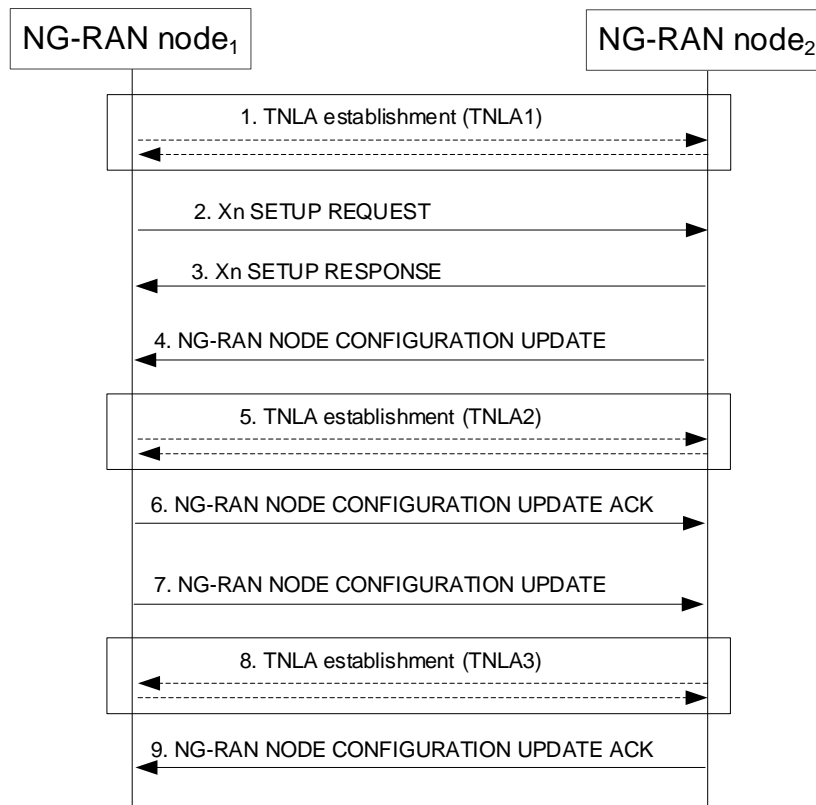 NG-RAN node₁
NG-RAN node₂
1. TNLA establishment (TNLA1)
2. Xn SETUP REQUEST
3. Xn SETUP RESPONSE
4. NG-RAN NODE CONFIGURATION UPDATE
5. TNLA establishment (TNLA2)
6. NG-RAN NODE CONFIGURATION UPDATE ACK
7. NG-RAN NODE CONFIGURATION UPDATE
8. TNLA establishment (TNLA3)
9. NG-RAN NODE CONFIGURATION UPDATE ACK